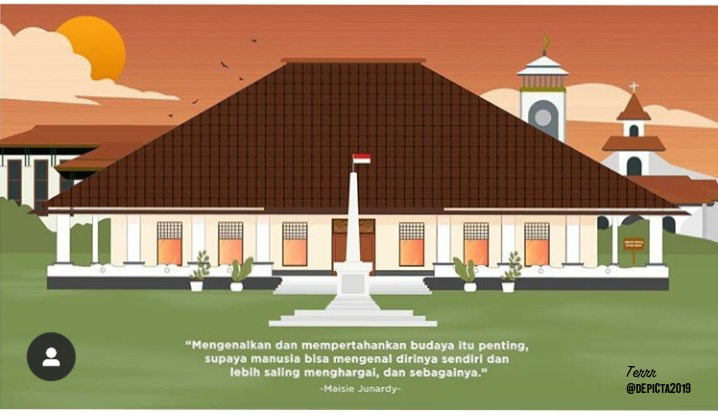 “Mengenalkan dan mempertahankan budaya itu penting,
supaya manusia bisa mengenal dirinya sendiri dan
lebih saling menghargai, dan sebagainya.”
-Maisie Junardy-
Terrr
@DEPICTA2019